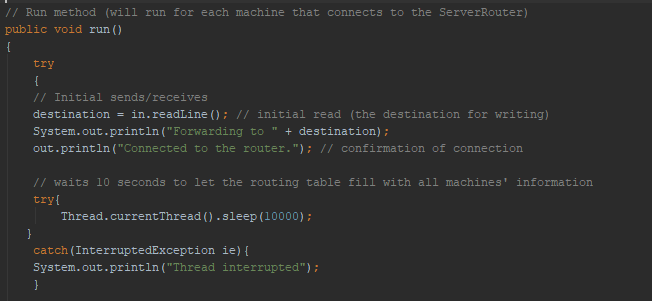 // Run method (will run for each machine that connects to the ServerRouter)
public void run()
{
try
{
// Initial sends/receives
destination = in.readLine(); // initial read (the destination for writing)
System.out.println("Forwarding to " + destination);
out.println("Connected to the router."); // confirmation of connection
// waits 10 seconds to let the routing table fill with all machines' information
try{
Thread.currentThread().sleep(10000);
}
catch(InterruptedException ie){
System.out.println("Thread interrupted");
}